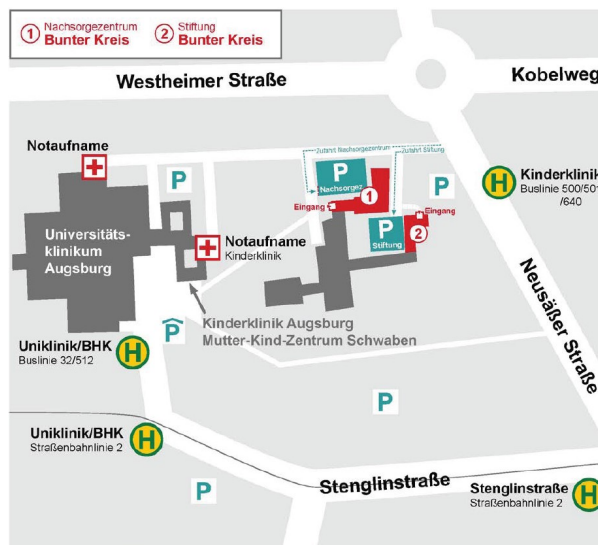 1 Nachsorgezentrum
Bunter Kreis
2 Stiftung
Bunter Kreis
Westheimer Straße
Kobelweg
Notaufname
Zufahrt Nachsorgezentrum
Zufahrt Stiftung
P
P
Nachsorgez
P
H
Kinderklinik
Buslinie 500/501
/640
Eingang
1
Eingang
P
Stiftung
2
Universitäts-
klinikum
Augsburg
Notaufname
Kinderklinik
Neusäßer Straße
Kinderklinik Augsburg
Mutter-Kind-Zentrum Schwaben
P
Uniklinik/BHK
Buslinie 32/512
H
P
Uniklinik/BHK
Straßenbahnlinie 2
H
Stenglinstraße
P
Stenglinstraße
Straßenbahnlinie 2
H